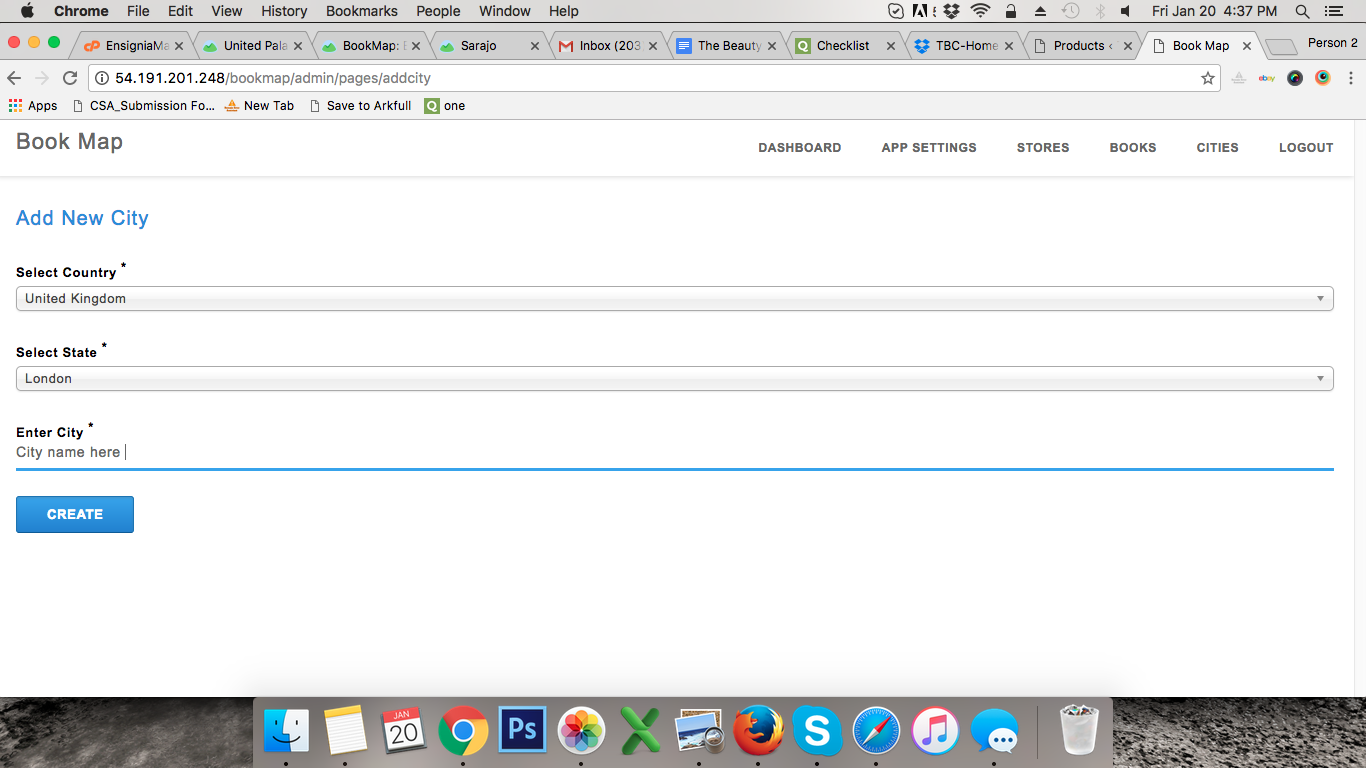 Chrome File Edit View History Bookmarks People Window Help Fri Jan 20 4:37 PM
EnsigniaMa United Pala BookMap: E Sarajo Inbox (203 The Beauty Checklist TBC-Home Products Book Map Person 2
54.191.201.248/bookmap/admin/pages/addcity
Apps CSA_Submission Fo... New Tab Save to Arkfull Q one
Book Map
DASHBOARD APP SETTINGS STORES BOOKS CITIES LOGOUT
Add New City
Select Country *
United Kingdom
Select State *
London
Enter City *
City name here
CREATE
JAN
20
Ps